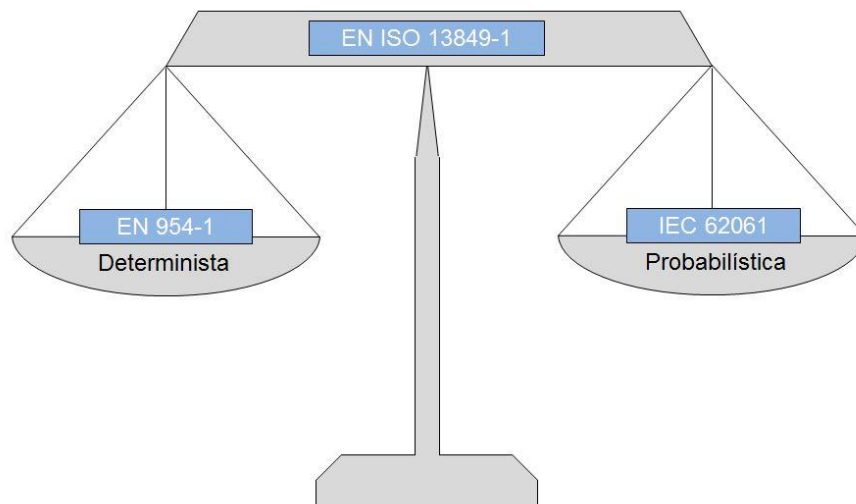 EN ISO 13849-1
EN 954-1
Determinista
IEC 62061
Probabilística